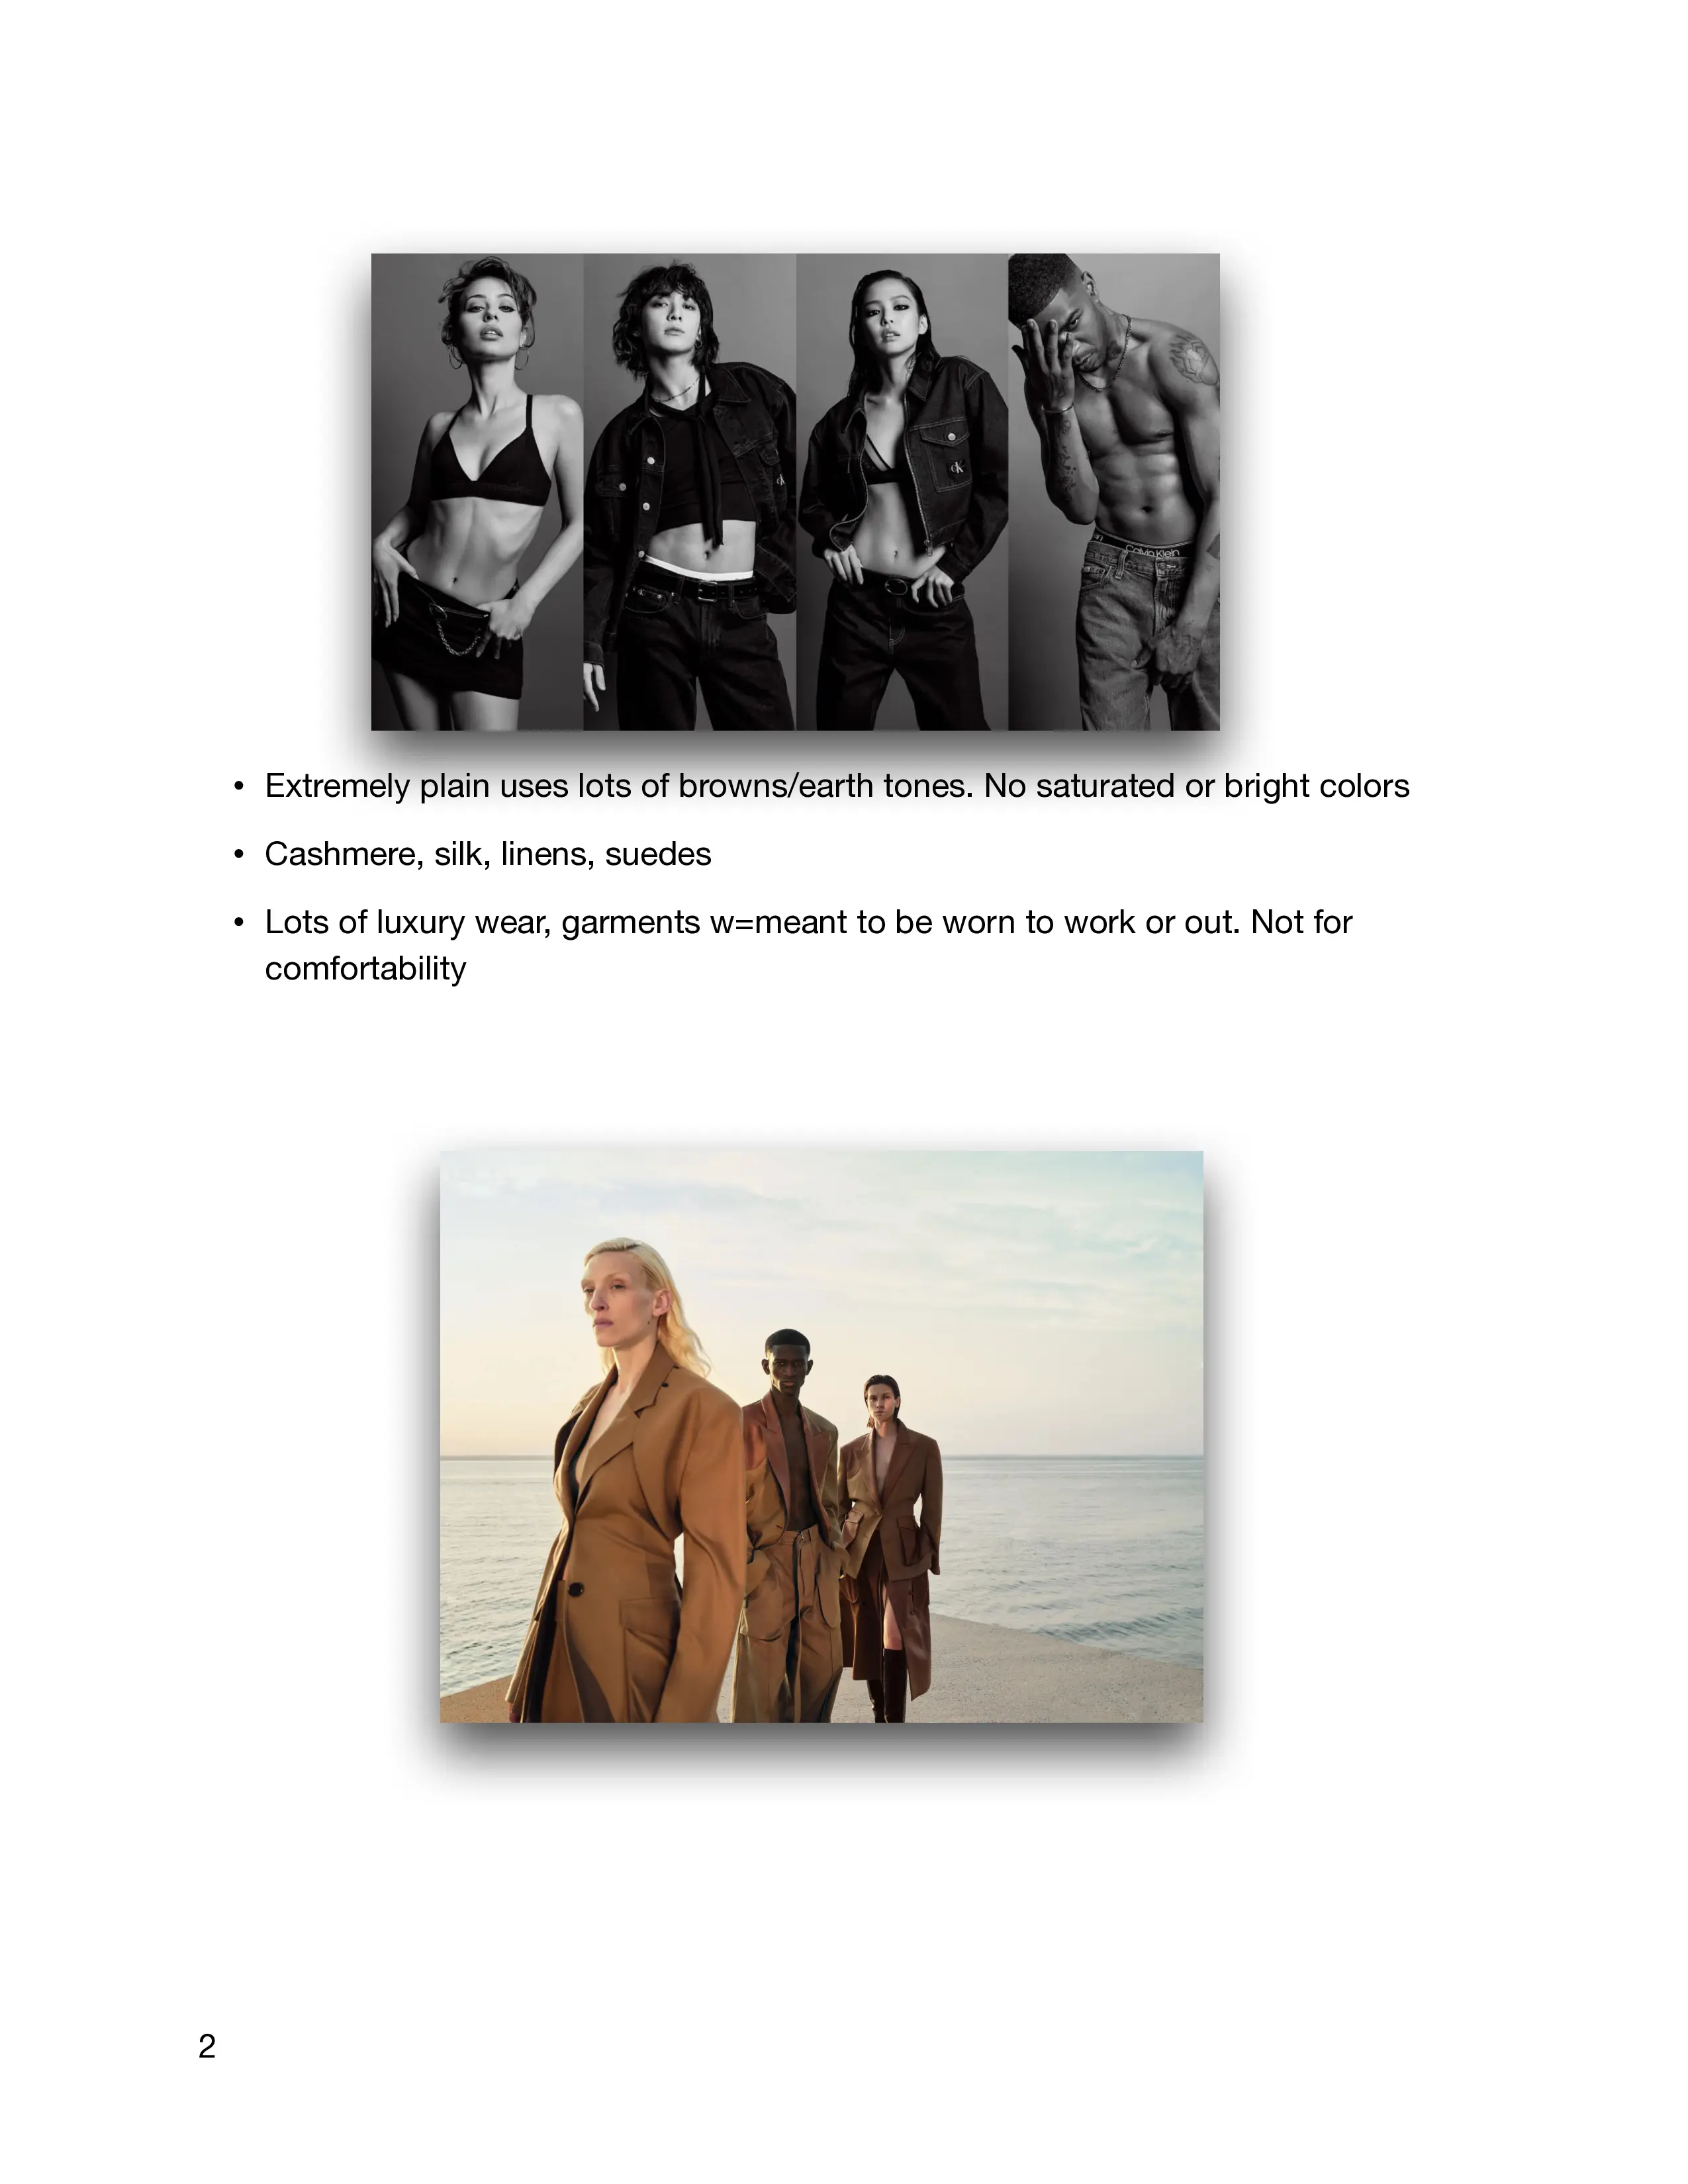 CK
Calvin Klein
• Extremely plain uses lots of browns/earth tones. No saturated or bright colors
• Cashmere, silk, linens, suedes
• Lots of luxury wear, garments w=meant to be worn to work or out. Not for
comfortability
2